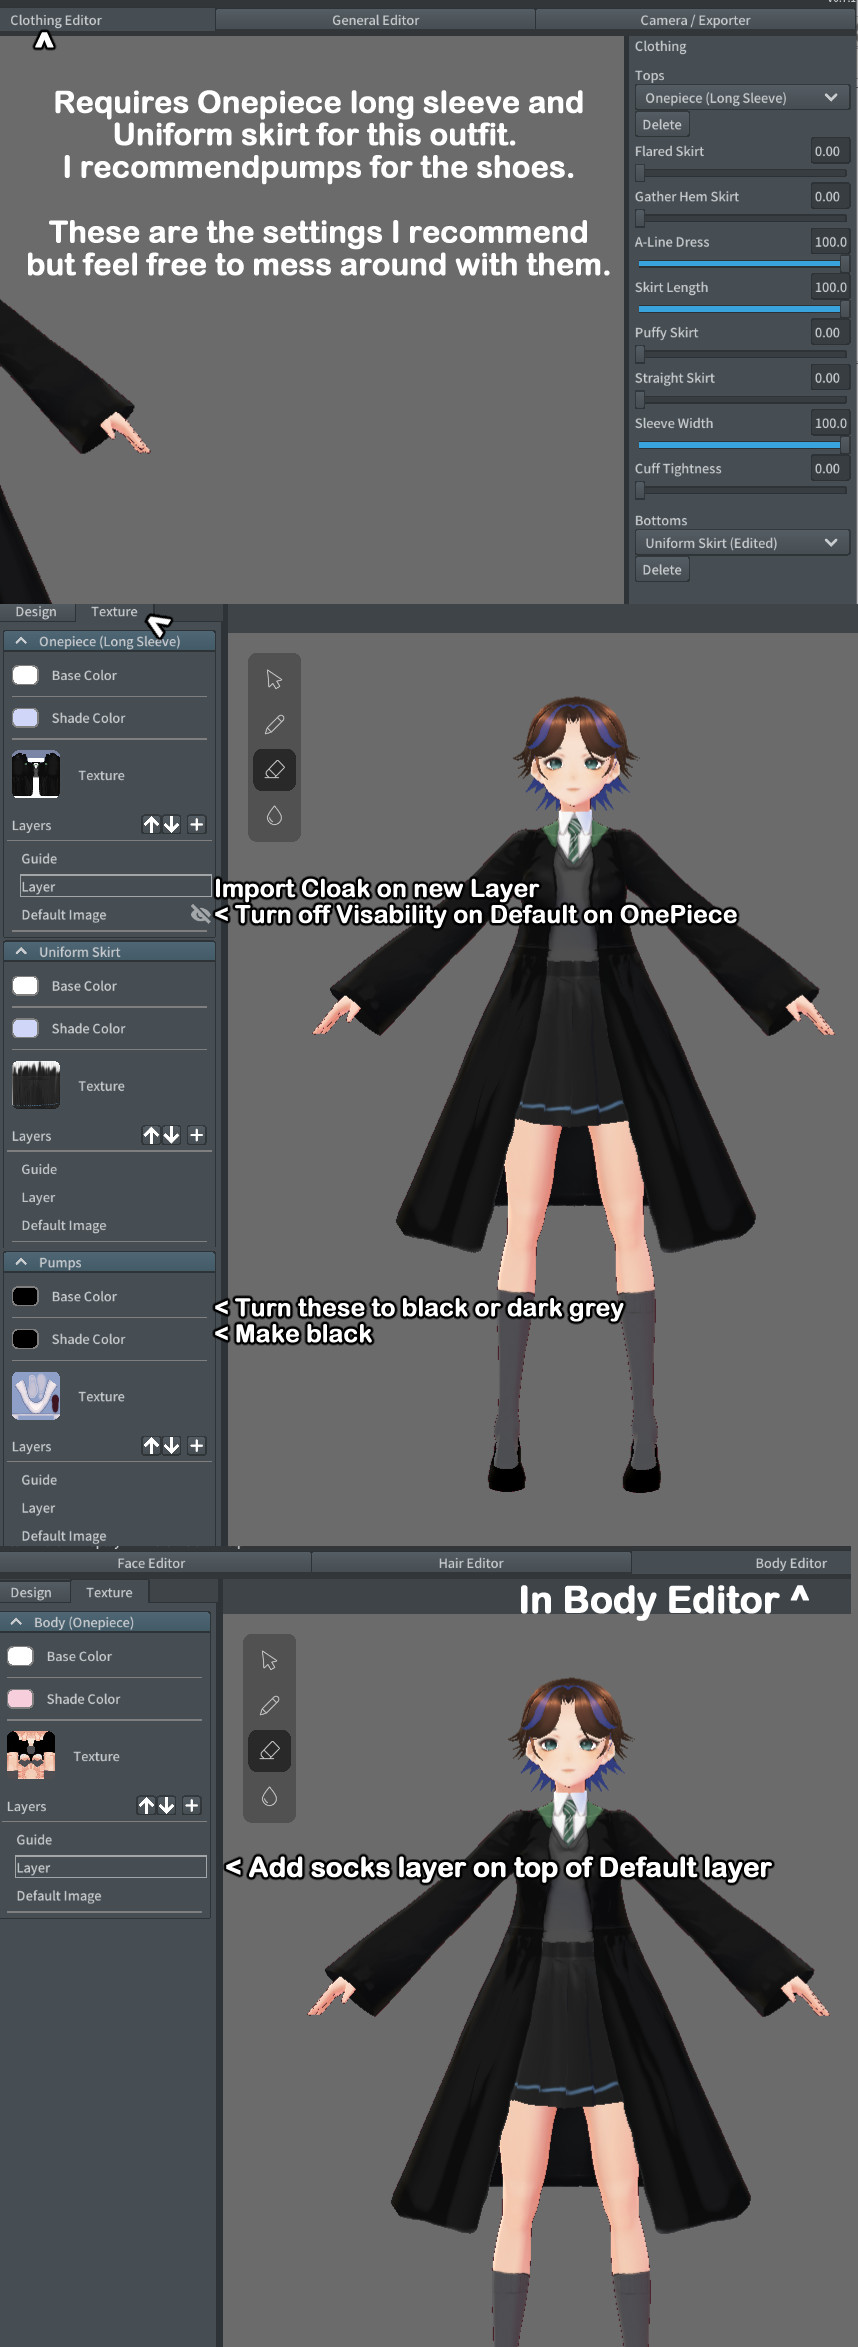 Clothing Editor
General Editor
Camera / Exporter
^
Requires Onepiece long sleeve and
Uniform skirt for this outfit.
I recommendpumps for the shoes.
These are the settings I recommend
but feel free to mess around with them.
Clothing
Tops
Onepiece (Long Sleeve)
Delete
Flared Skirt 0.00
Gather Hem Skirt 0.00
A-Line Dress 100.0
Skirt Length 100.0
Puffy Skirt 0.00
Straight Skirt 0.00
Sleeve Width 100.0
Cuff Tightness 0.00
Bottoms
Uniform Skirt (Edited)
Delete
Design
Texture
<
Onepiece (Long Sleeve)
Base Color
Shade Color
Texture
Layers
Guide
Layer
Import Cloak on new Layer
Default Image
< Turn off Visability on Default on OnePiece
Uniform Skirt
Base Color
Shade Color
Texture
Layers
Guide
Layer
Default Image
Pumps
Base Color
< Turn these to black or dark grey
Shade Color
< Make black
Texture
Layers
Guide
Layer
Default Image
Face Editor
Hair Editor
Body Editor
Design
Texture
In Body Editor ^
Body (Onepiece)
Base Color
Shade Color
Texture
Layers
Guide
Layer
< Add socks layer on top of Default layer
Default Image